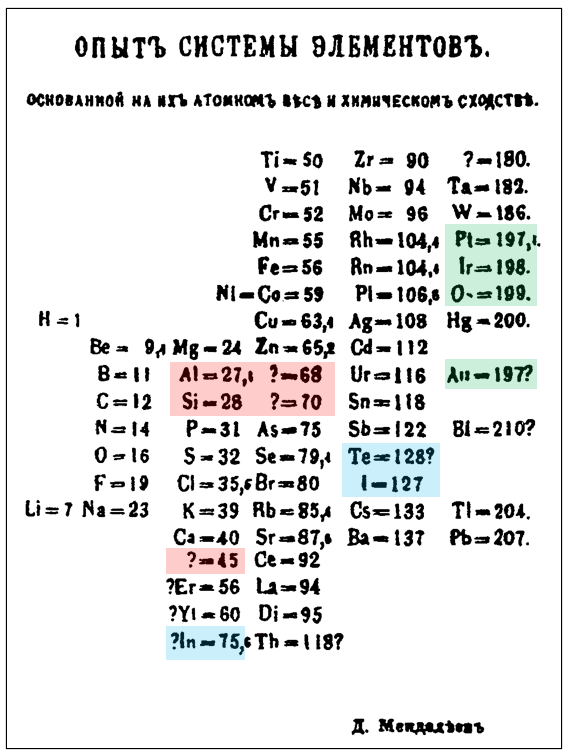 ОПЫТЪ СИСТЕМЫ ЭЛЕМЕНТОВЪ.
ОСНОВАННОЙ НА ИХЪ АТОМНОМЪ ВѢСѢ И ХИМИЧЕСКОМЪ СХОДСТВѢ.
Ti=50 Zr= 90 ?=180.
V=51 Nb= 94 Ta=182.
Cr=52 Mo= 96 W=186.
Mn=55 Rh=104,4 Pt=197,1.
Fe=56 Rn=104,4 Ir=198.
Ni=Co=59 Pl=106,6 O-=199.
H=1 Cu=63,4 Ag=108 Hg=200.
Be= 9,4 Mg=24 Zn=65,2 Cd=112
B=11 Al=27,4 ?=68 Ur=116 Au=197?
C=12 Si=28 ?=70 Sn=118
N=14 P=31 As=75 Sb=122 Bi=210?
O=16 S=32 Se=79,4 Te=128?
F=19 Cl=35,5 Br=80 I=127
Li=7 Na=23 K=39 Rb=85,4 Cs=133 Tl=204.
Ca=40 Sr=87,6 Ba=137 Pb=207.
?=45 Ce=92
?Er=56 La=94
?Yt=60 Di=95
?In=75,6 Th=118?
Д. Менделѣевъ